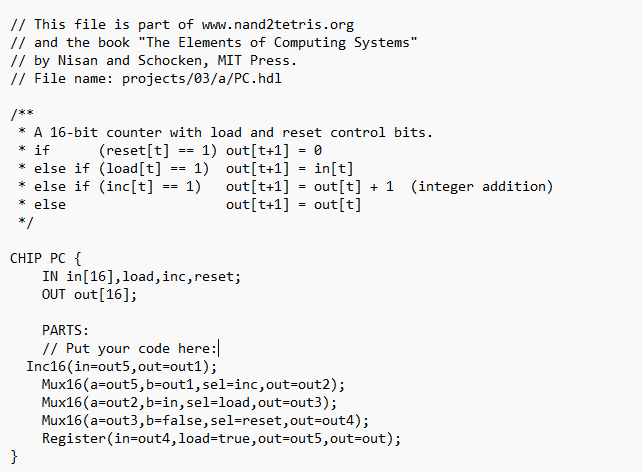 // This file is part of www.nand2tetris.org
// and the book "The Elements of Computing Systems"
// by Nisan and Schocken, MIT Press.
// File name: projects/03/a/PC.hdl

/**
 * A 16-bit counter with load and reset control bits.
 * if      (reset[t] == 1) out[t+1] = 0
 * else if (load[t] == 1)  out[t+1] = in[t]
 * else if (inc[t] == 1)   out[t+1] = out[t] + 1  (integer addition)
 * else                    out[t+1] = out[t]
 */

CHIP PC {
    IN in[16],load,inc,reset;
    OUT out[16];

    PARTS:
    // Put your code here:
  Inc16(in=out5,out=out1);
    Mux16(a=out5,b=out1,sel=inc,out=out2);
    Mux16(a=out2,b=in,sel=load,out=out3);
    Mux16(a=out3,b=false,sel=reset,out=out4);
    Register(in=out4,load=true,out=out5,out=out);
}